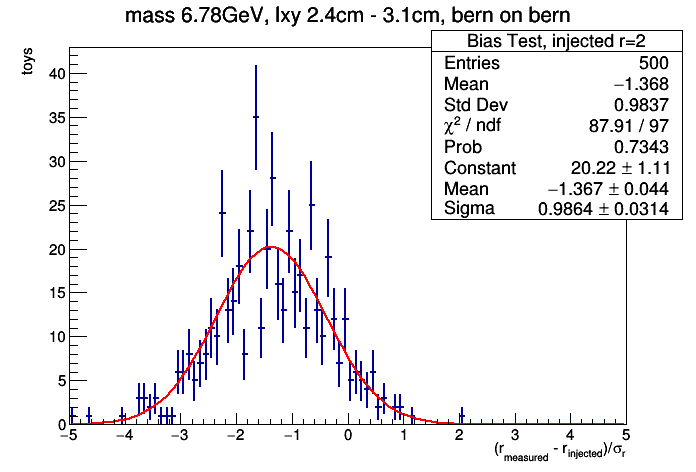 mass 6.78GeV, lxy 2.4cm - 3.1cm, bern on bern
Bias Test, injected r=2
Entries 500
Mean −1.368
Std Dev 0.9837
χ² / ndf 87.91 / 97
Prob 0.7343
Constant 20.22 ± 1.11
Mean −1.367 ± 0.044
Sigma 0.9864 ± 0.0314
toys
40
35
30
25
20
15
10
5
0
−5 −4 −3 −2 −1 0 1 2 3 4 5
(r_measured - r_injected)/σ_r